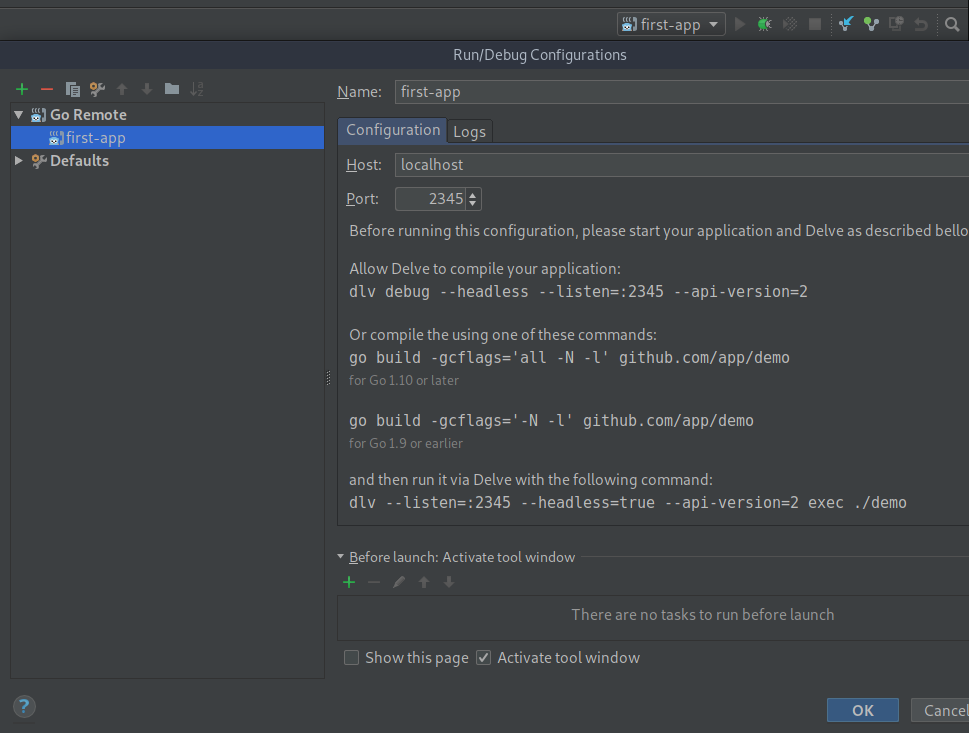 first-app
Run/Debug Configurations
Name: first-app
Go Remote
first-app
Defaults
Configuration Logs
Host: localhost
Port: 2345
Before running this configuration, please start your application and Delve as described bello
Allow Delve to compile your application:
dlv debug --headless --listen=:2345 --api-version=2
Or compile the using one of these commands:
go build -gcflags='all -N -l' github.com/app/demo
for Go 1.10 or later
go build -gcflags='-N -l' github.com/app/demo
for Go 1.9 or earlier
and then run it via Delve with the following command:
dlv --listen=:2345 --headless=true --api-version=2 exec ./demo
Before launch: Activate tool window
There are no tasks to run before launch
Show this page Activate tool window
?
OK Cancel